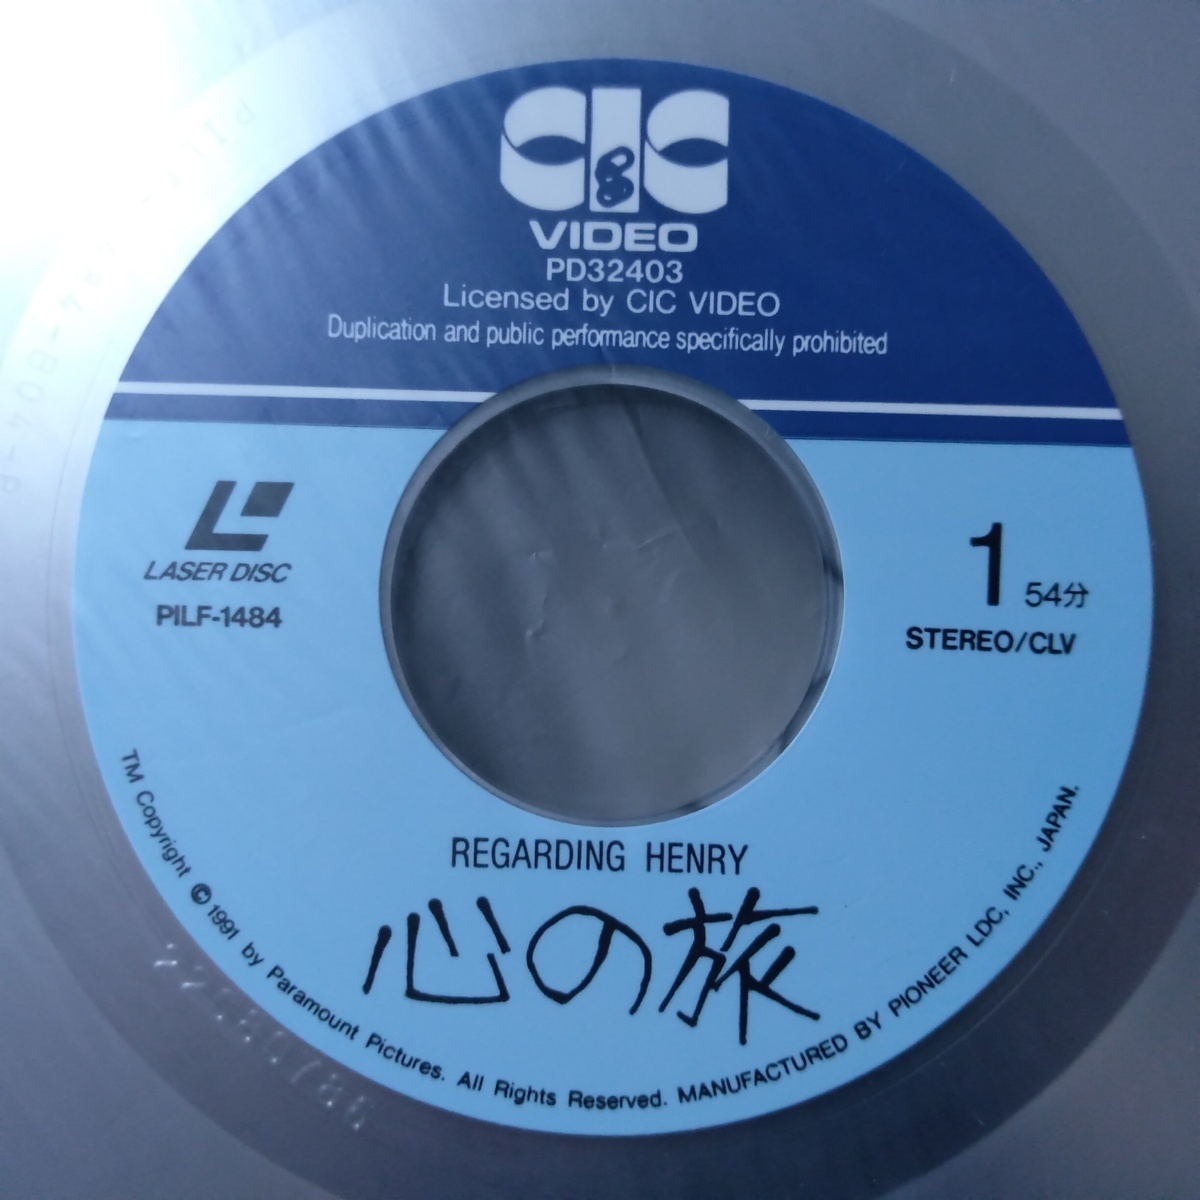 CIC
VIDEO
PD32403
Licensed by CIC VIDEO
Duplication and public performance specifically prohibited
LASER DISC
PILF-1484
1 54分
STEREO/CLV
REGARDING HENRY
心の旅
TM Copyright © 1991 by Paramount Pictures. All Rights Reserved. MANUFACTURED BY PIONEER LDC, INC., JAPAN.